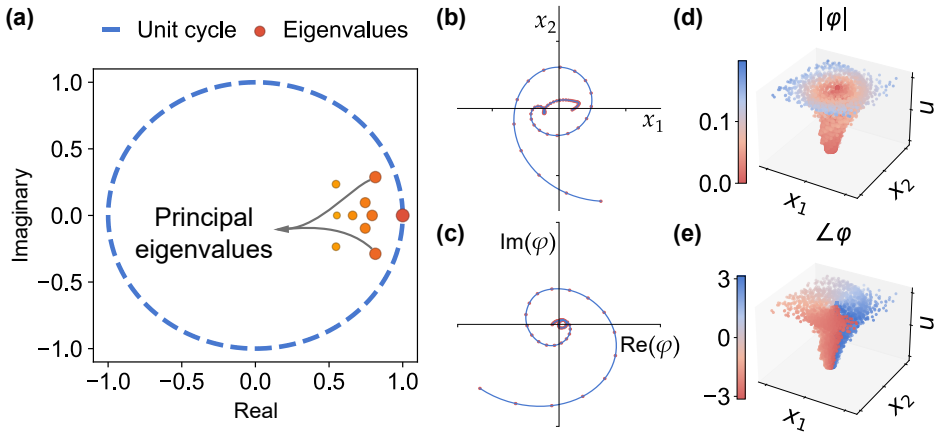 (a)
Unit cycle
Eigenvalues
1.0
0.5
0.0
−0.5
−1.0
Imaginary
−1.0
−0.5
0.0
0.5
1.0
Real
Principal
eigenvalues
(b)
x2
x1
(c)
Im(φ)
Re(φ)
(d)
|φ|
0.1
0.0
x1
x2
u
(e)
∠φ
3
0
−3
x1
x2
u